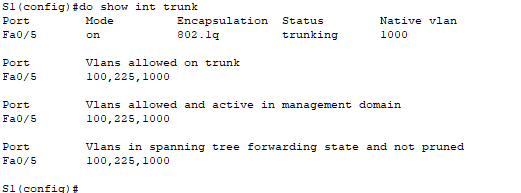 S1(config)#do show int trunk
Port        Mode         Encapsulation  Status        Native vlan
Fa0/5       on           802.1q         trunking      1000
Port        Vlans allowed on trunk
Fa0/5       100,225,1000
Port        Vlans allowed and active in management domain
Fa0/5       100,225,1000
Port        Vlans in spanning tree forwarding state and not pruned
Fa0/5       100,225,1000
S1(config)#